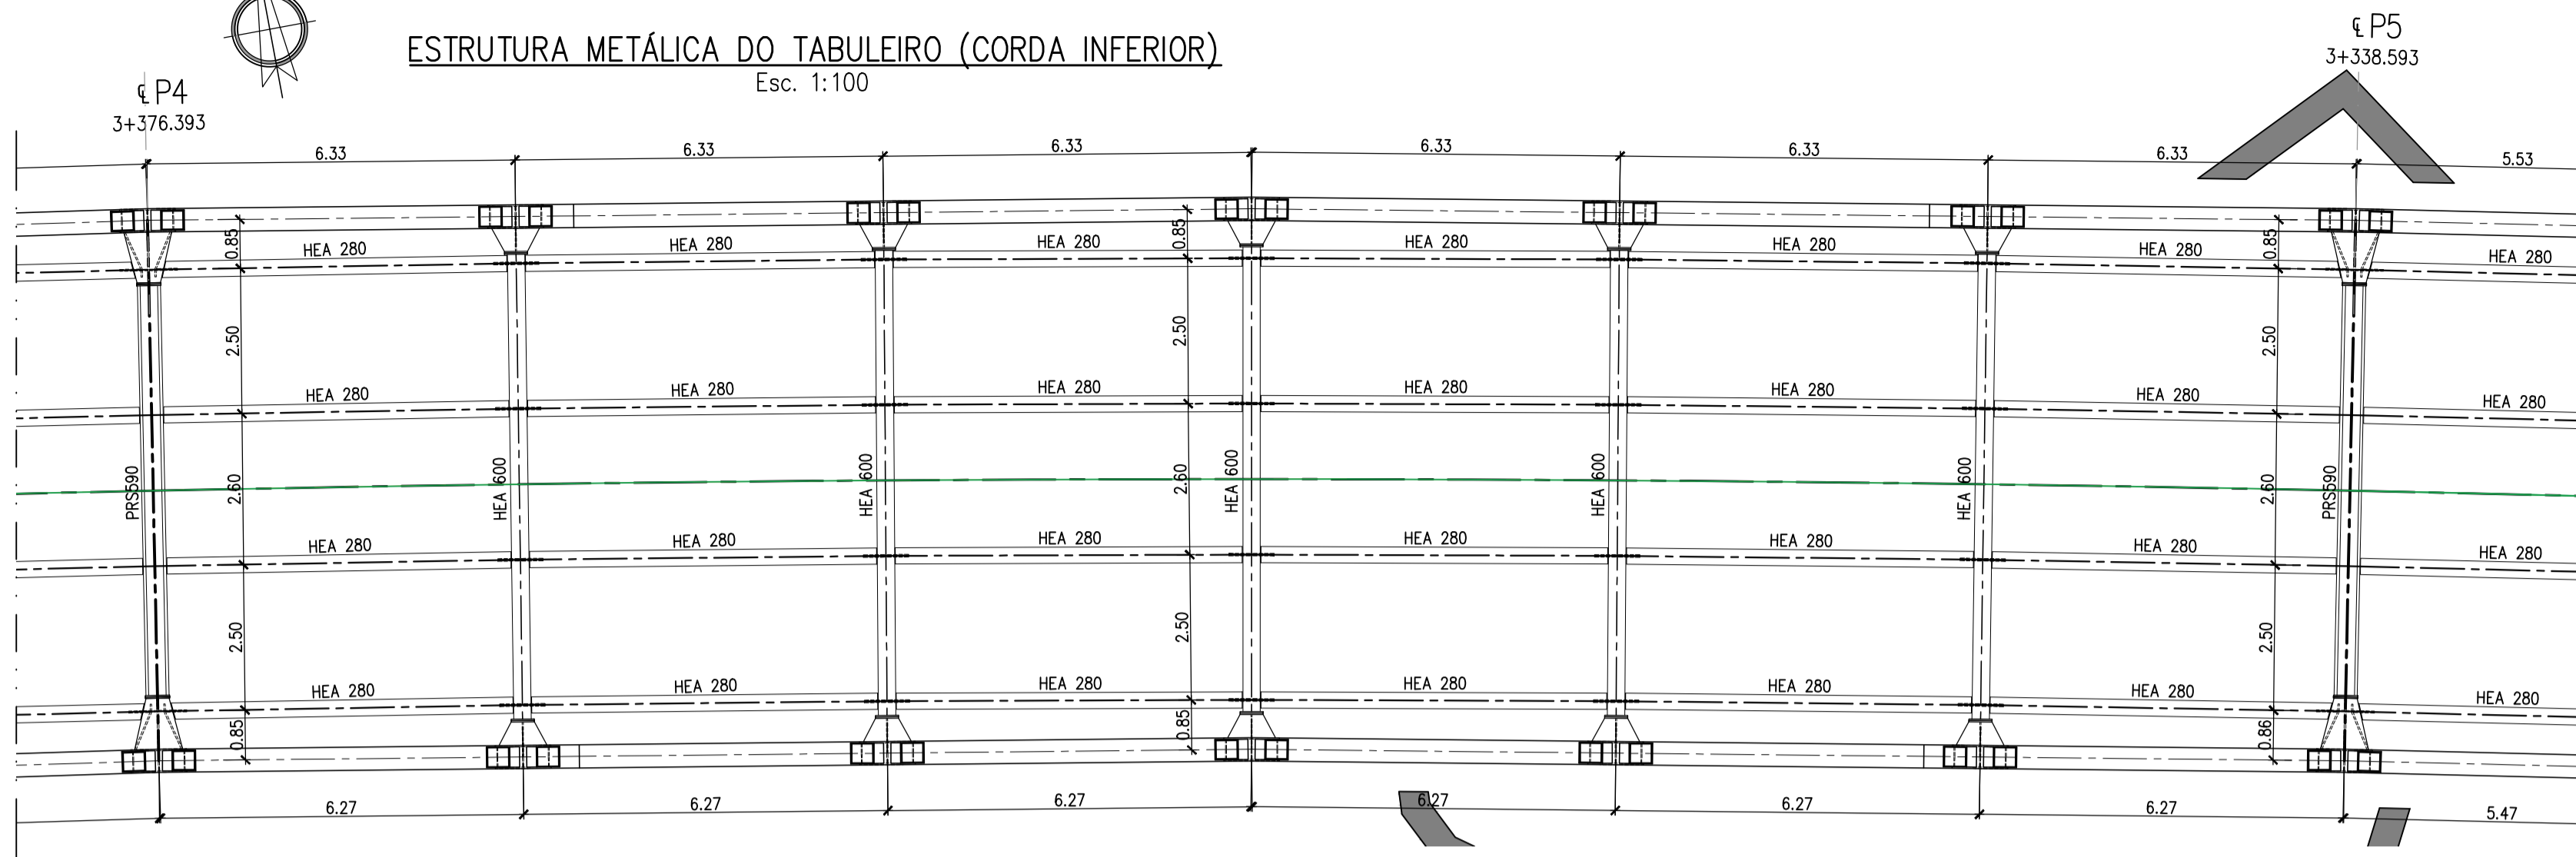 ESTRUTURA METÁLICA DO TABULEIRO (CORDA INFERIOR)
Esc. 1:100
℄ P4
3+376.393
℄ P5
3+338.593
6.33 6.33 6.33 6.33 6.33 6.33 5.53
0.85 0.85 0.85
HEA 280 HEA 280 HEA 280 HEA 280 HEA 280 HEA 280 HEA 280
2.50 2.50 2.50
HEA 280 HEA 280 HEA 280 HEA 280 HEA 280 HEA 280 HEA 280
PRS590 2.60 HEA 600 HEA 600 2.60 HEA 600 HEA 600 HEA 600 2.60 PRS590
HEA 280 HEA 280 HEA 280 HEA 280 HEA 280 HEA 280 HEA 280
2.50 2.50 2.50
HEA 280 HEA 280 HEA 280 HEA 280 HEA 280 HEA 280 HEA 280
0.85 0.85 0.86
6.27 6.27 6.27 6.27 6.27 6.27 5.47